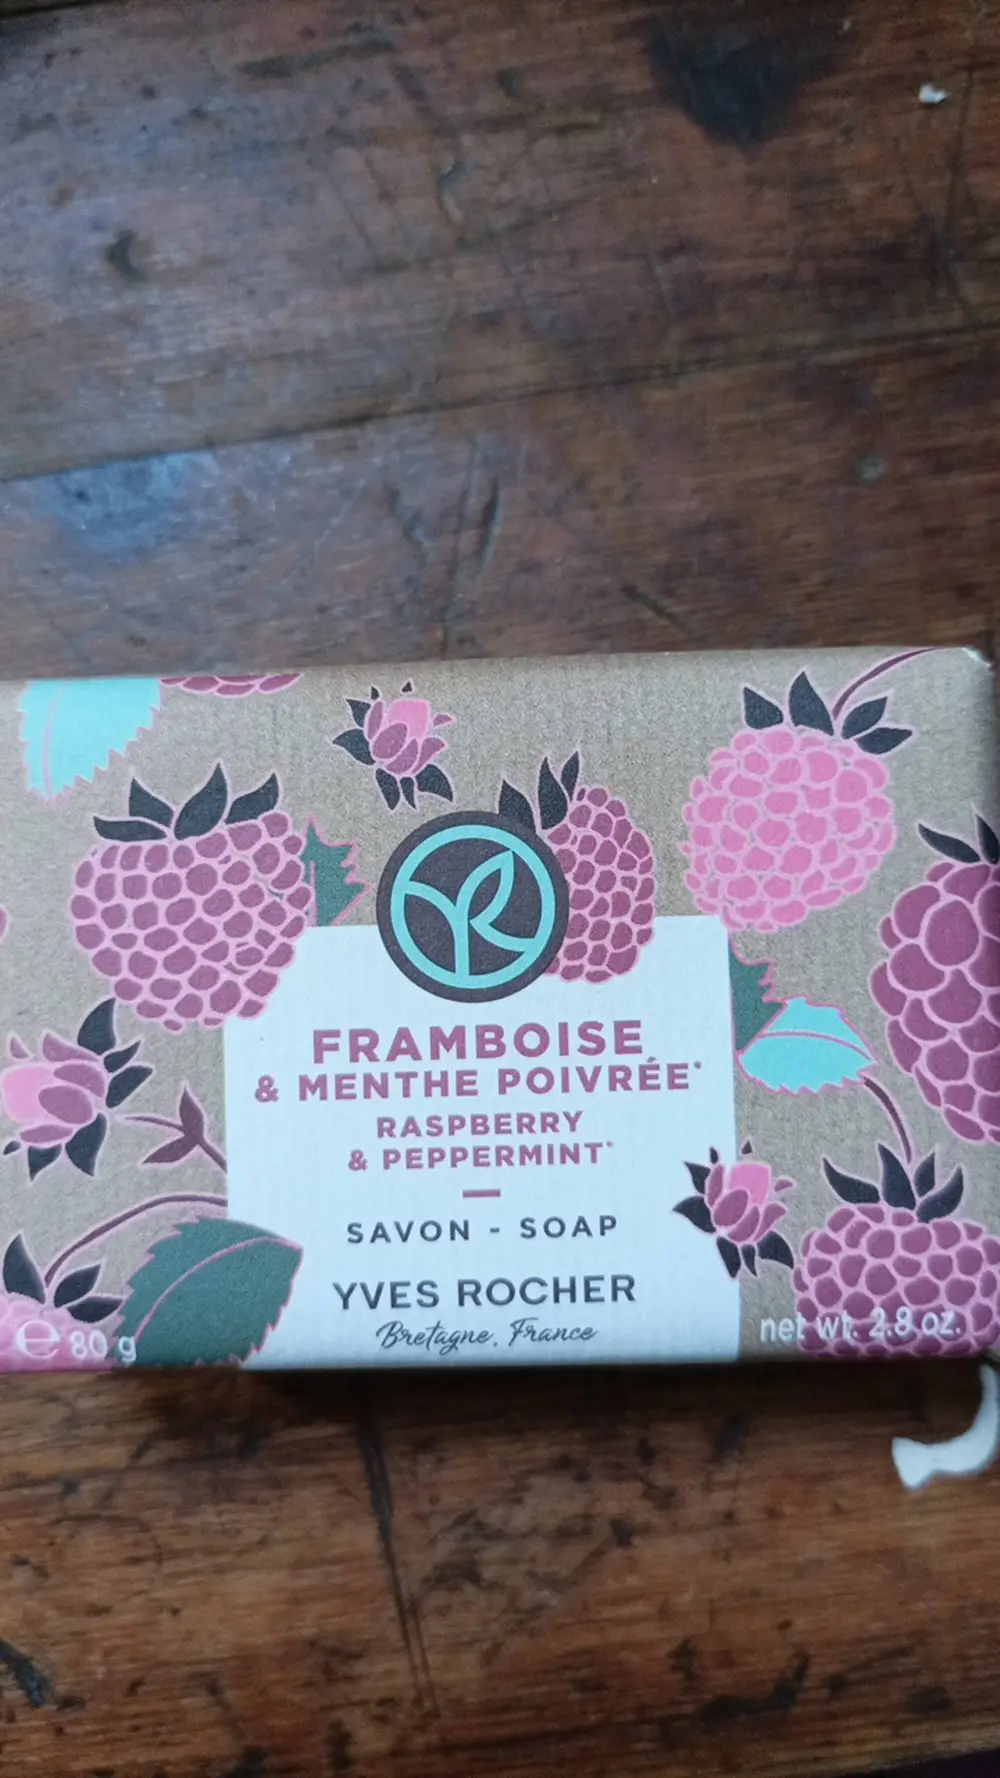 FRAMBOISE
& MENTHE POIVRÉE*
RASPBERRY
& PEPPERMINT*
SAVON - SOAP
YVES ROCHER
Bretagne, France
℮ 80 g
net wt. 2.8 oz.